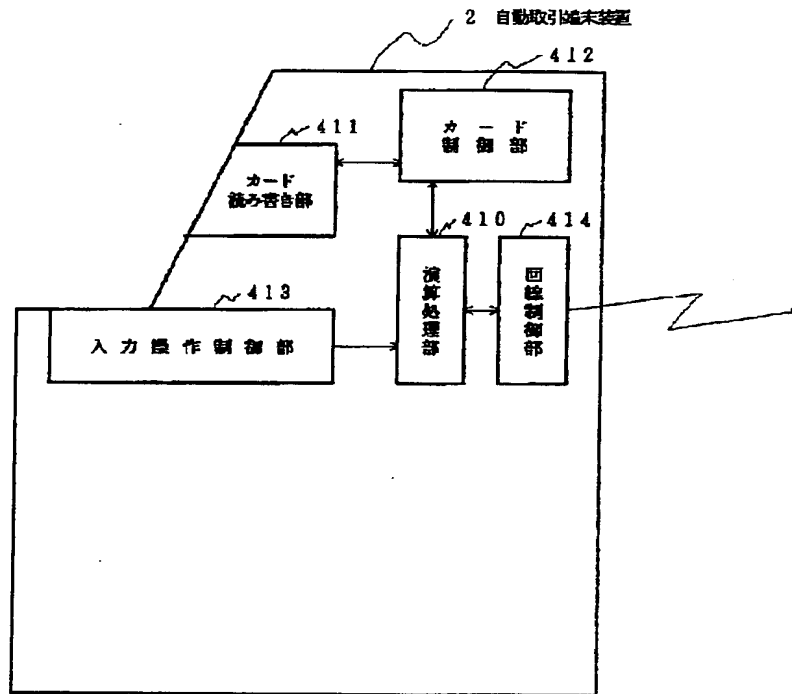 2 自動取引端末装置
412
カード
制御部
411
カード
読み書き部
410
演算処理部
414
回線制御部
413
入力操作制御部